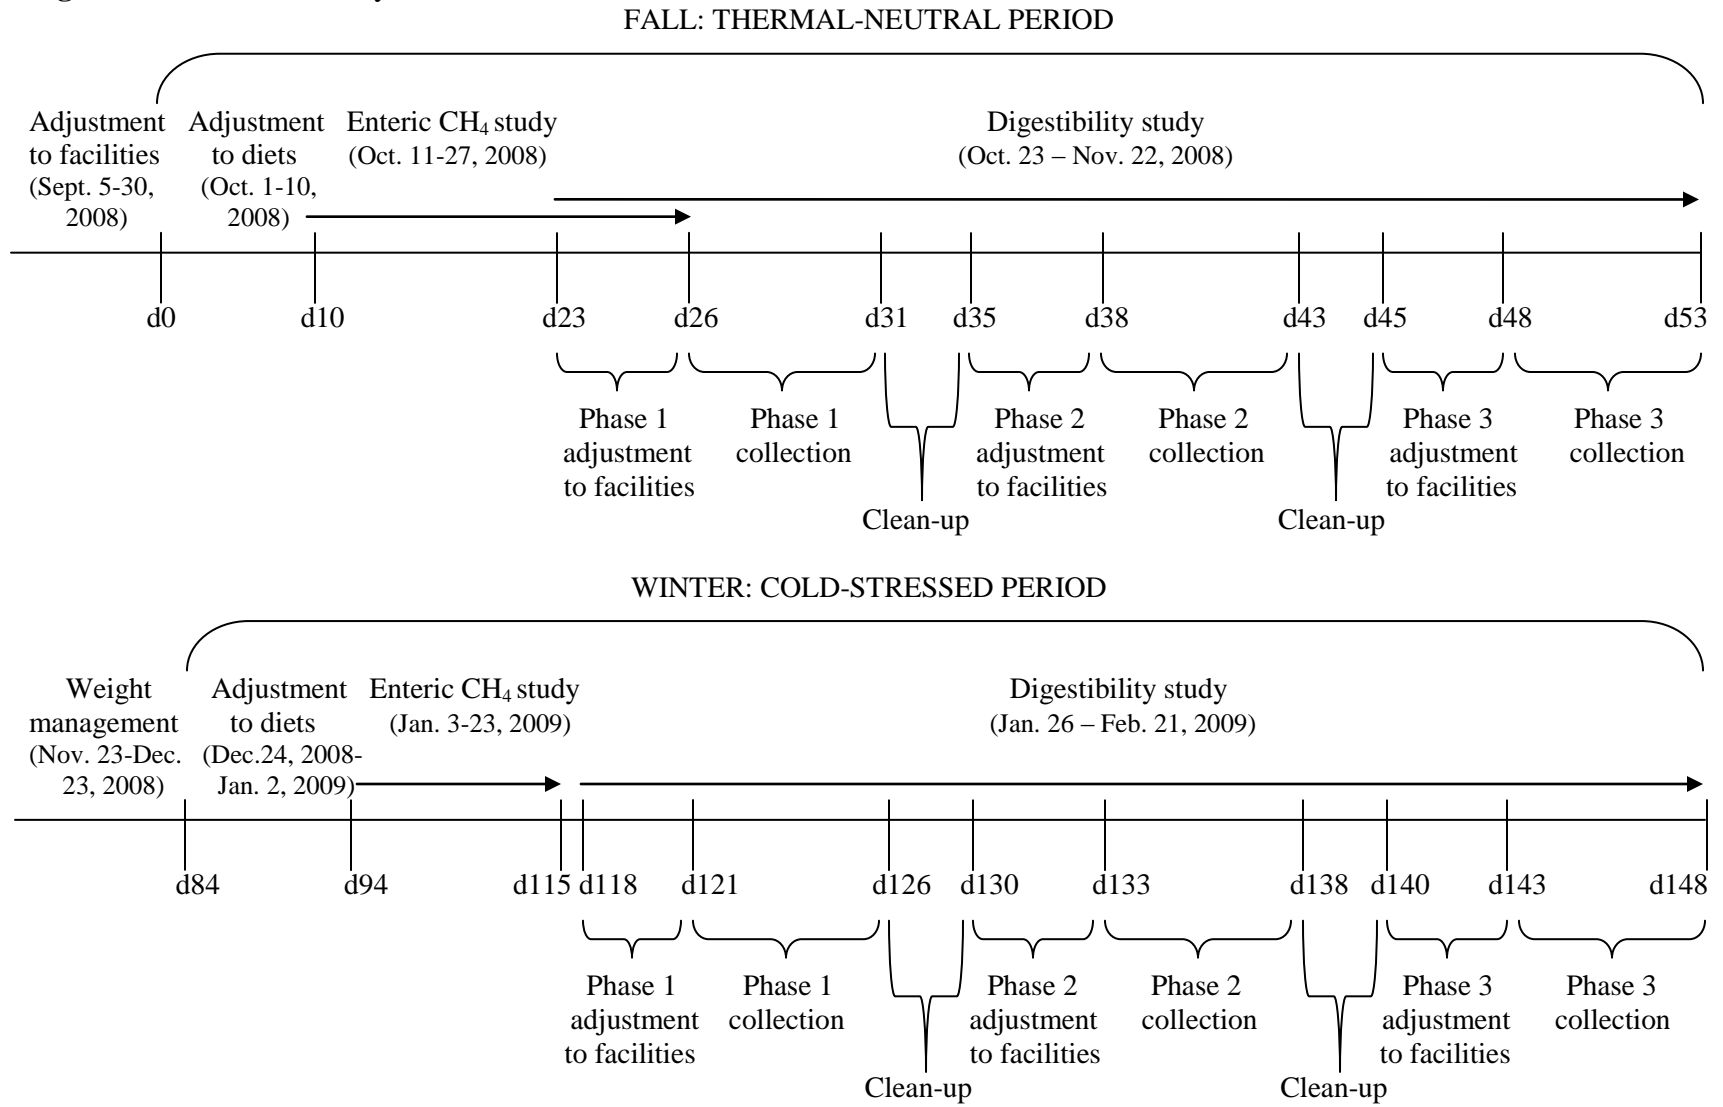 FALL: THERMAL-NEUTRAL PERIOD
Adjustment
to facilities
(Sept. 5-30,
2008)
Adjustment
to diets
(Oct. 1-10,
2008)
Enteric CH₄ study
(Oct. 11-27, 2008)
Digestibility study
(Oct. 23 – Nov. 22, 2008)
d0 d10 d23 d26 d31 d35 d38 d43 d45 d48 d53
Phase 1
adjustment
to facilities
Phase 1
collection
Clean-up
Phase 2
adjustment
to facilities
Phase 2
collection
Clean-up
Phase 3
adjustment
to facilities
Phase 3
collection
WINTER: COLD-STRESSED PERIOD
Weight
management
(Nov. 23-Dec.
23, 2008)
Adjustment
to diets
(Dec.24, 2008-
Jan. 2, 2009)
Enteric CH₄ study
(Jan. 3-23, 2009)
Digestibility study
(Jan. 26 – Feb. 21, 2009)
d84 d94 d115 d118 d121 d126 d130 d133 d138 d140 d143 d148
Phase 1
adjustment
to facilities
Phase 1
collection
Clean-up
Phase 2
adjustment
to facilities
Phase 2
collection
Clean-up
Phase 3
adjustment
to facilities
Phase 3
collection